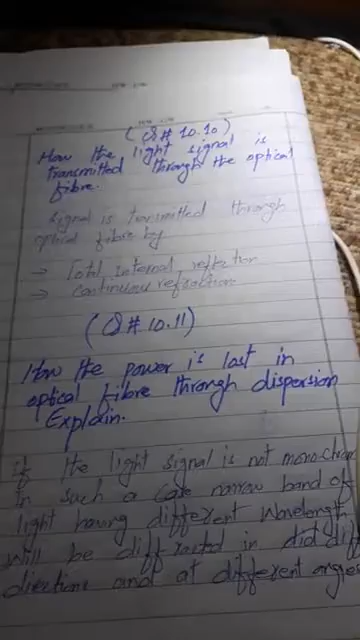 (Q # 10.10)
How the light signal is
transmitted through the optical
fibre.
Signal is transmitted through
optical fibre by
→ Total internal reflection
→ Continuous refraction.
(Q # 10.11)
How the power is lost in
optical fibre through dispersion
Explain.
if the light signal is not mono chro
In such a case narrow band of
light having different wavelength
will be diffracted in did diff
directions and at different angles